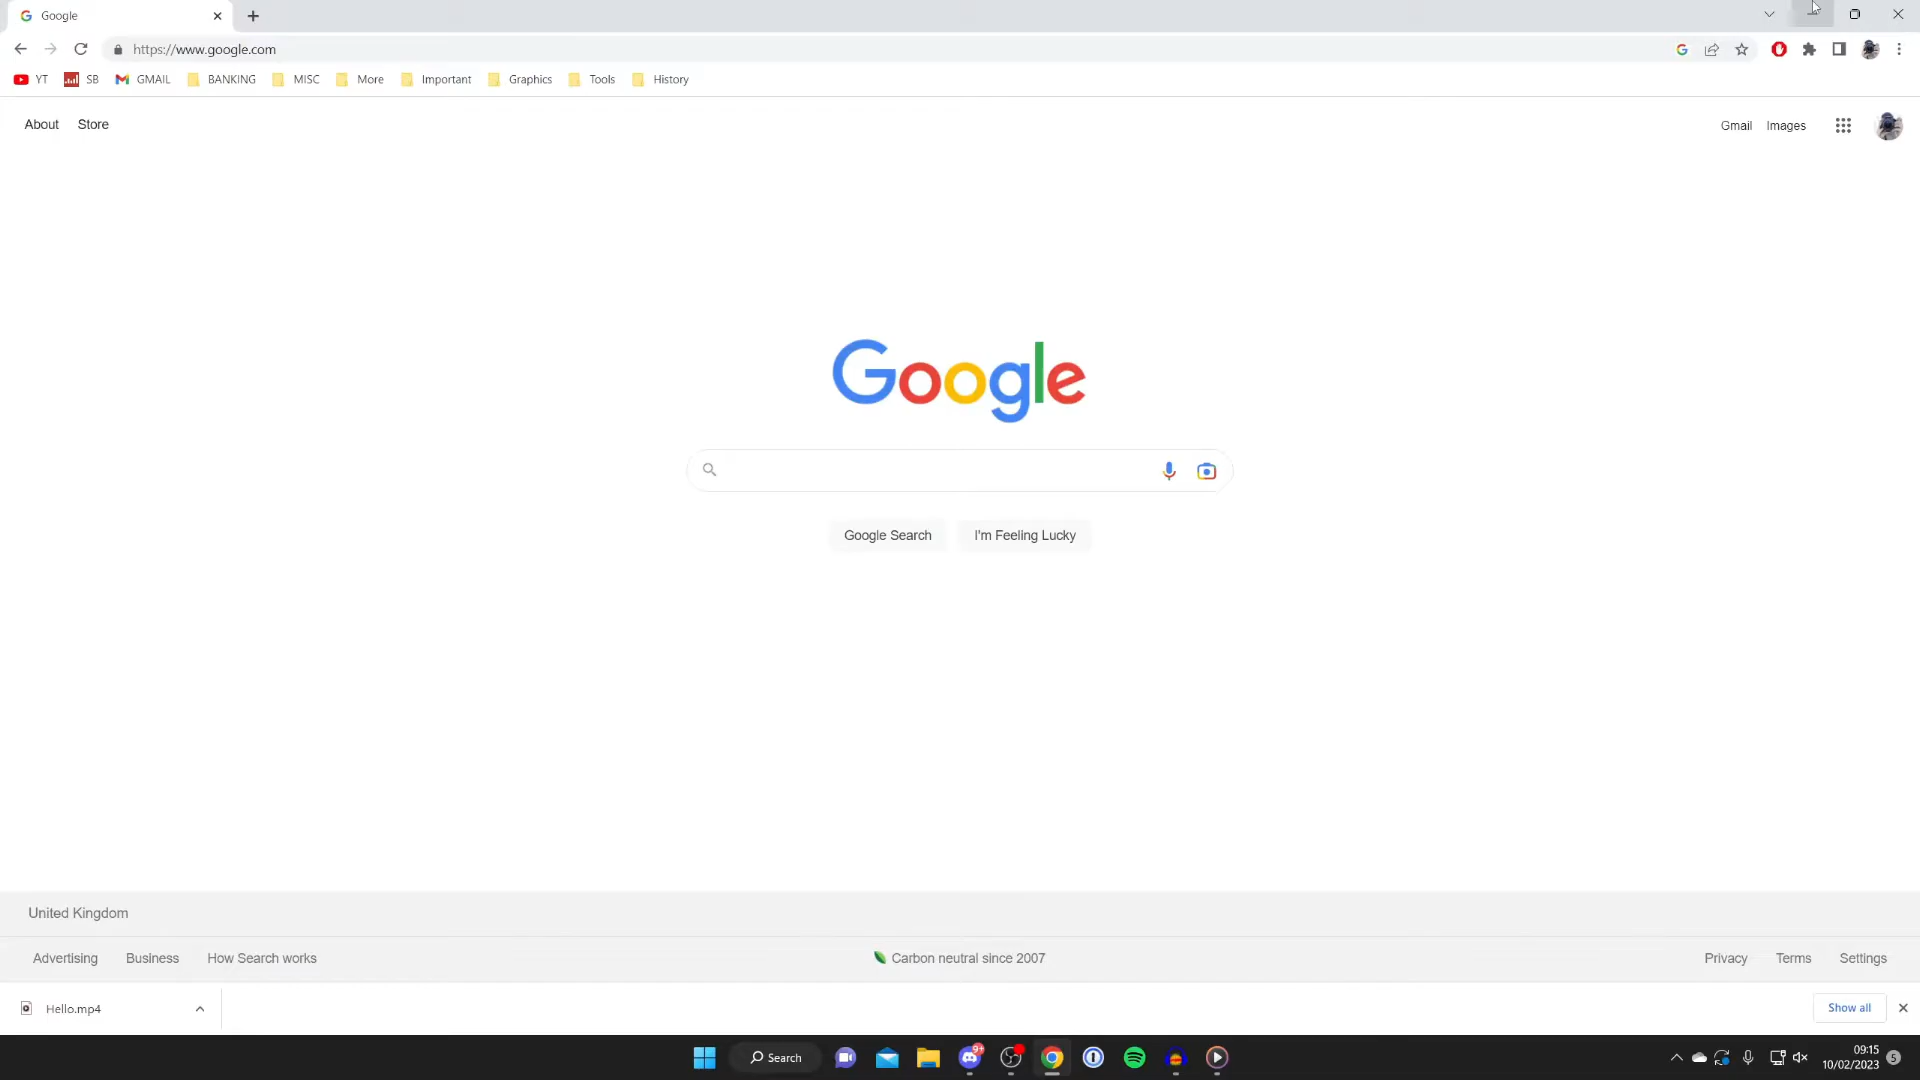 Google
https://www.google.com
YT SB GMAIL BANKING MISC More Important Graphics Tools History
About Store Gmail Images
Google
Google Search I'm Feeling Lucky
United Kingdom
Advertising Business How Search works Carbon neutral since 2007 Privacy Terms Settings
Hello.mp4 Show all
Search 9+ 09:15
10/02/2023 5